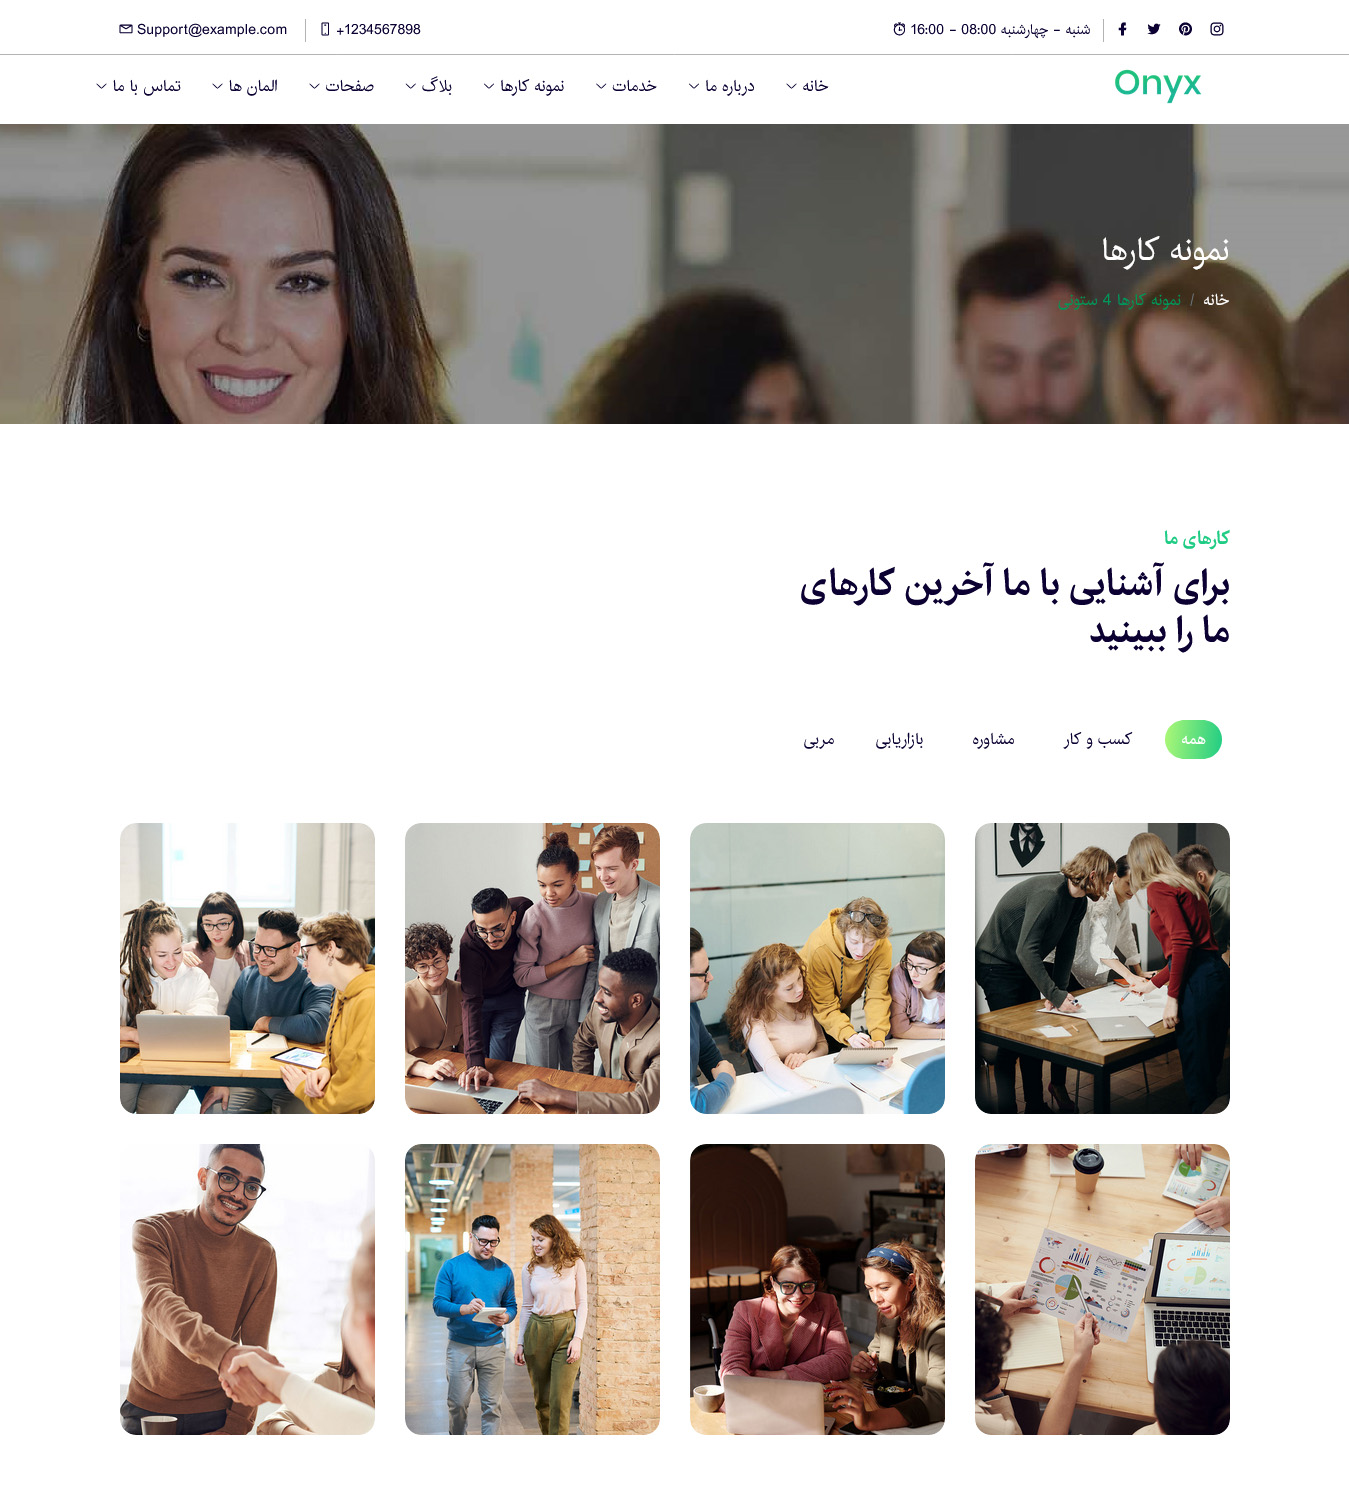 شنبه - چهارشنبه 08:00 - 16:00
+1234567898
Support@example.com
Onyx
خانه
درباره ما
خدمات
نمونه کارها
بلاگ
صفحات
المان ها
تماس با ما
نمونه کارها
خانه / نمونه کارها 4 ستونی
کارهای ما
برای آشنایی با ما آخرین کارهای
ما را ببینید
همه
کسب و کار
مشاوره
بازاریابی
مربی